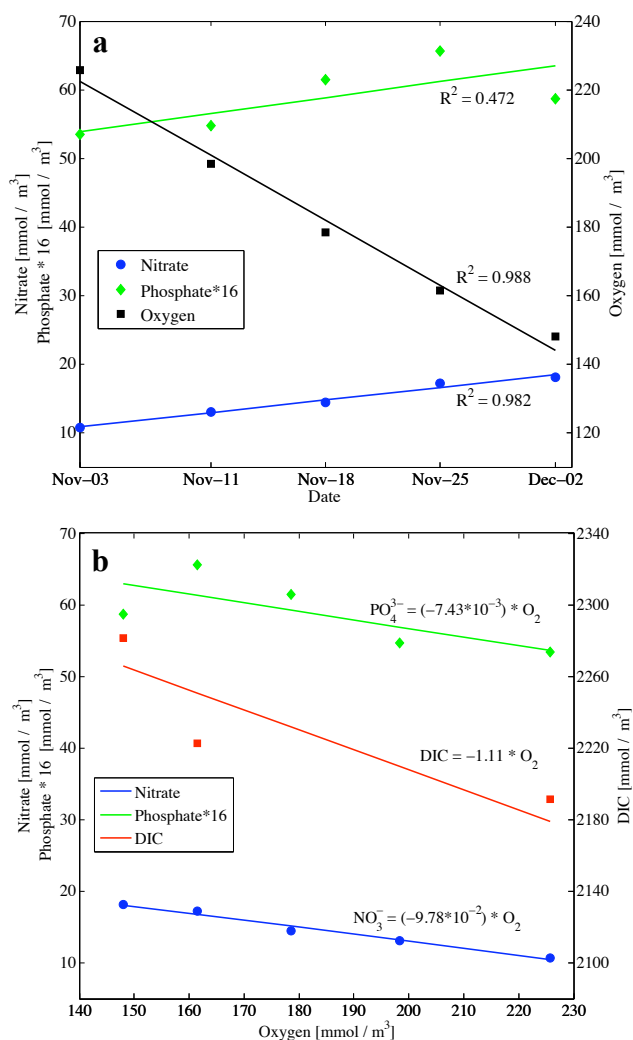 a
70
60
50
40
30
20
10
240
220
200
180
160
140
120
Nitrate [mmol / m³]
Phosphate * 16 [mmol / m³]
Oxygen [mmol / m³]
R² = 0.472
R² = 0.988
R² = 0.982
Nitrate
Phosphate*16
Oxygen
Nov−03
Nov−11
Nov−18
Nov−25
Dec−02
Date
b
70
60
50
40
30
20
10
2340
2300
2260
2220
2180
2140
2100
Nitrate [mmol / m³]
Phosphate * 16 [mmol / m³]
DIC [mmol / m³]
PO₄³⁻ = (−7.43*10⁻³) * O₂
DIC = −1.11 * O₂
NO₃⁻ = (−9.78*10⁻²) * O₂
Nitrate
Phosphate*16
DIC
140
150
160
170
180
190
200
210
220
230
Oxygen [mmol / m³]